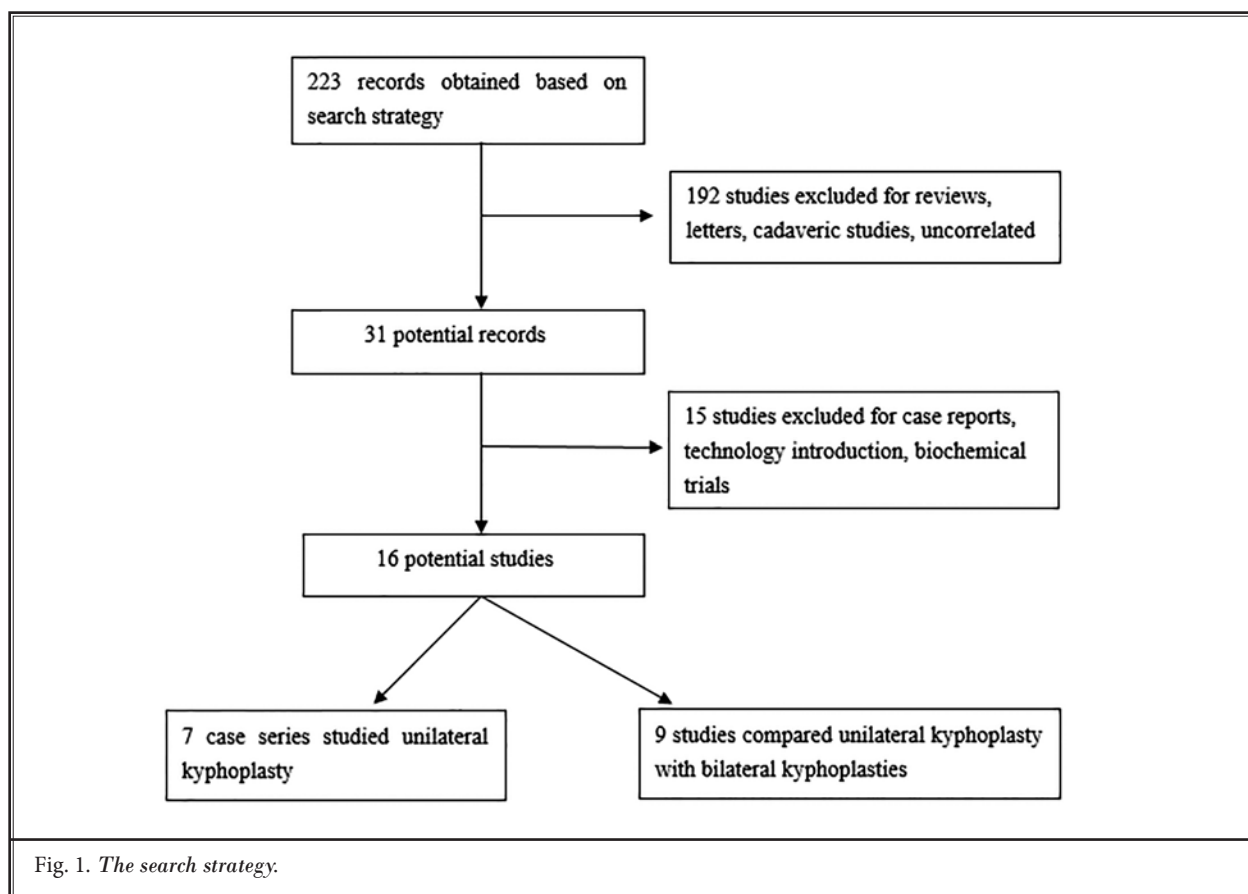 223 records obtained based on
search strategy
192 studies excluded for reviews,
letters, cadaveric studies, uncorrelated
31 potential records
15 studies excluded for case reports,
technology introduction, biochemical
trials
16 potential studies
7 case series studied unilateral
kyphoplasty
9 studies compared unilateral kyphoplasty
with bilateral kyphoplasties
Fig. 1. The search strategy.